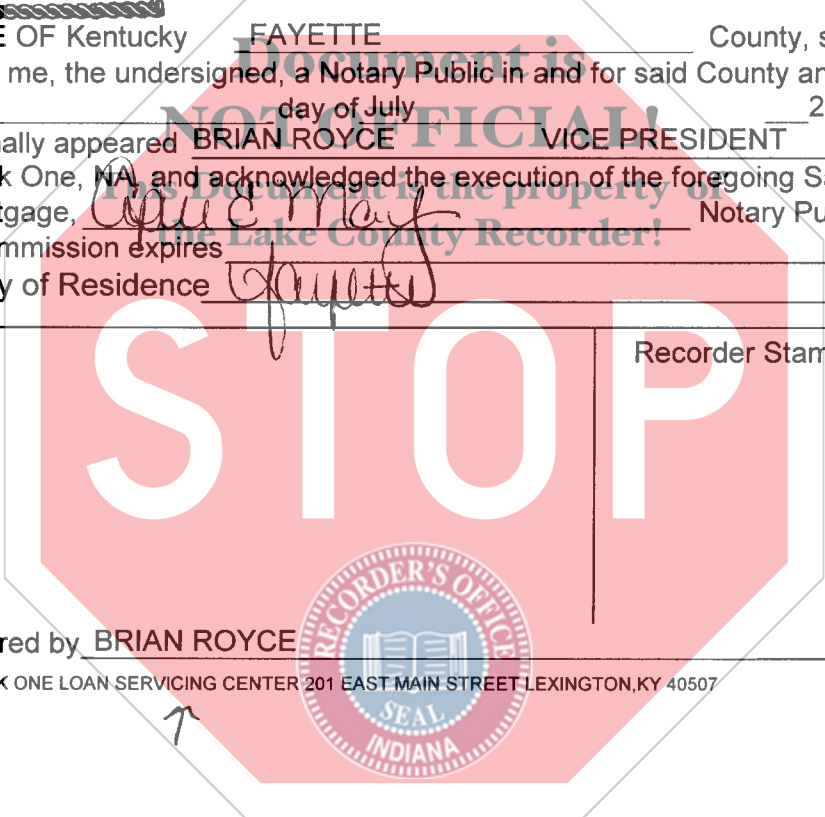 E OF Kentucky FAYETTE County, s
me, the undersigned, a Notary Public in and for said County an
day of July 2
nally appeared BRIAN ROYCE VICE PRESIDENT
k One, NA, and acknowledged the execution of the foregoing Sa
tgage, E May Notary Pu
mmission expires
y of Residence Fayette
Document is
NOT OFFICIAL!
This Document is the property of
the Lake County Recorder!
STOP
Recorder Stam
RECORDER'S OFFICE
SEAL
INDIANA
red by BRIAN ROYCE
K ONE LOAN SERVICING CENTER 201 EAST MAIN STREET LEXINGTON,KY 40507